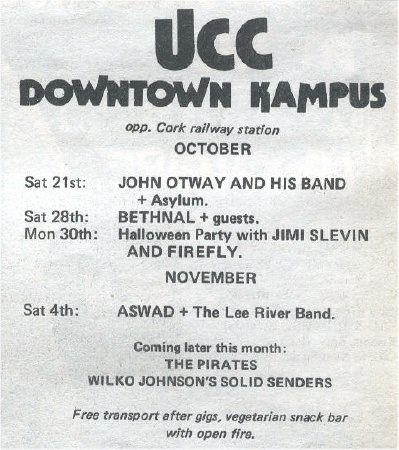 UCC
DOWNTOWN KAMPUS
opp. Cork railway station
OCTOBER
Sat 21st: JOHN OTWAY AND HIS BAND
+ Asylum.
Sat 28th: BETHNAL + guests.
Mon 30th: Halloween Party with JIMI SLEVIN
AND FIREFLY.
NOVEMBER
Sat 4th: ASWAD + The Lee River Band.
Coming later this month:
THE PIRATES
WILKO JOHNSON'S SOLID SENDERS
Free transport after gigs, vegetarian snack bar
with open fire.